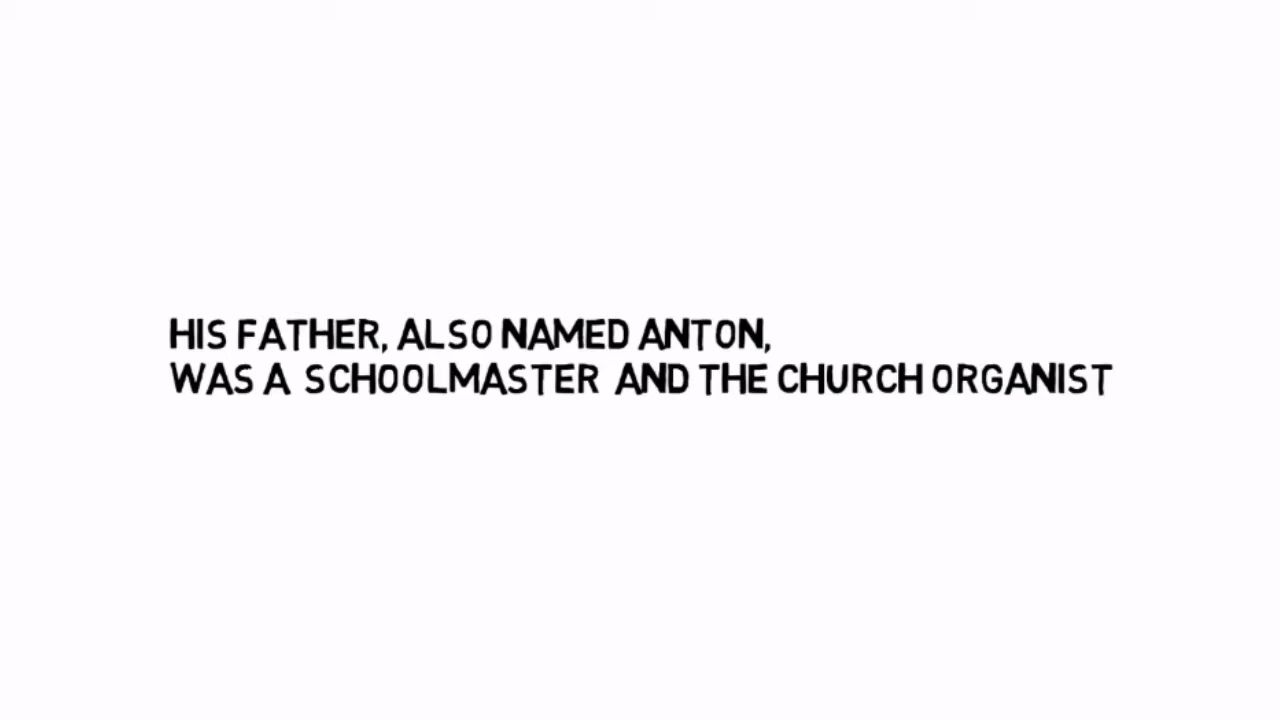 HIS FATHER, ALSO NAMED ANTON,
WAS A SCHOOLMASTER AND THE CHURCH ORGANIST